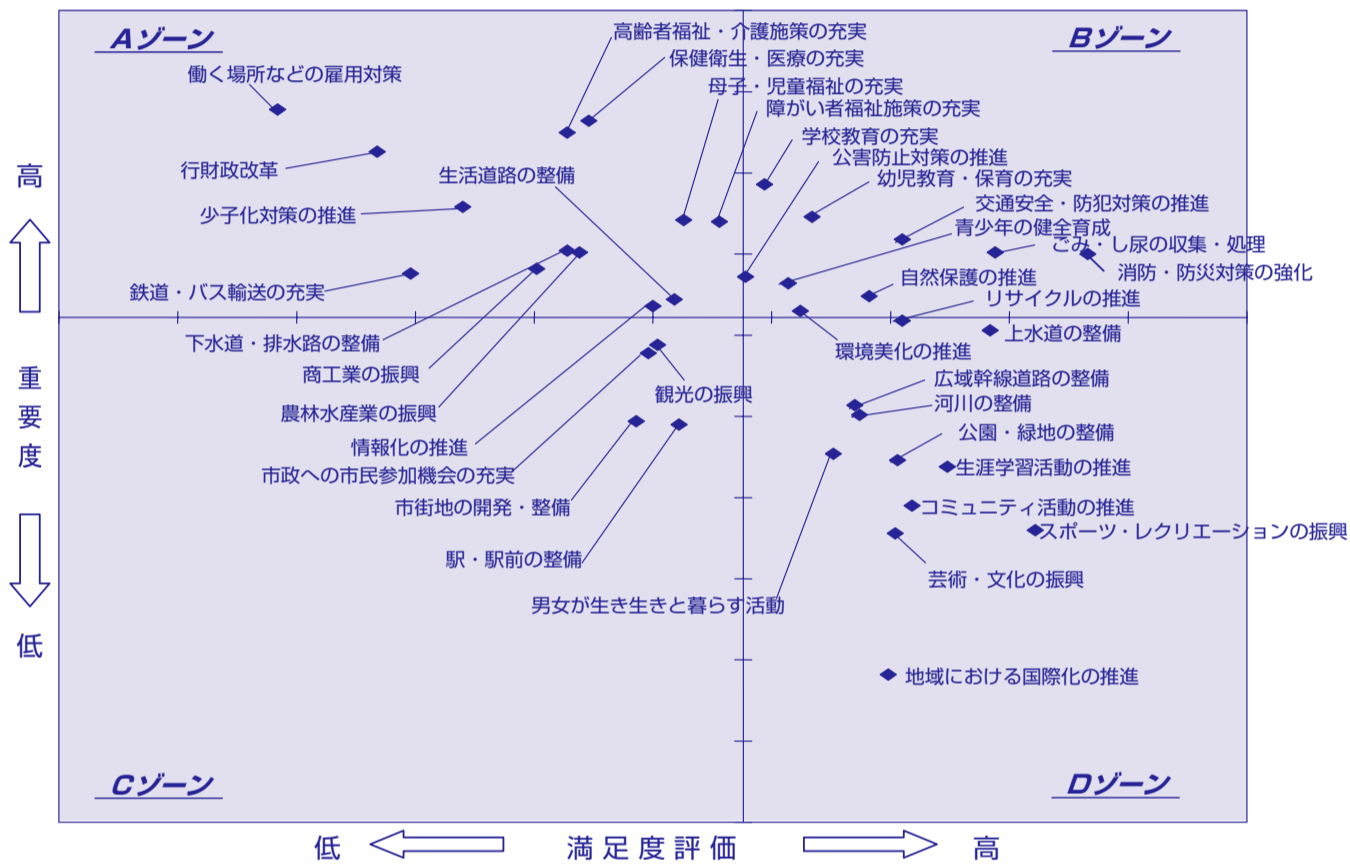 Aゾーン
Bゾーン
高齢者福祉・介護施策の充実
保健衛生・医療の充実
働く場所などの雇用対策
母子・児童福祉の充実
障がい者福祉施策の充実
学校教育の充実
公害防止対策の推進
行財政改革
生活道路の整備
幼児教育・保育の充実
交通安全・防犯対策の推進
少子化対策の推進
青少年の健全育成
ごみ・し尿の収集・処理
消防・防災対策の強化
自然保護の推進
鉄道・バス輸送の充実
リサイクルの推進
上水道の整備
下水道・排水路の整備
環境美化の推進
商工業の振興
広域幹線道路の整備
観光の振興
河川の整備
農林水産業の振興
公園・緑地の整備
情報化の推進
生涯学習活動の推進
市政への市民参加機会の充実
市街地の開発・整備
コミュニティ活動の推進
スポーツ・レクリエーションの振興
駅・駅前の整備
芸術・文化の振興
男女が生き生きと暮らす活動
地域における国際化の推進
Cゾーン
Dゾーン
高
重要度
低
低
満足度評価
高